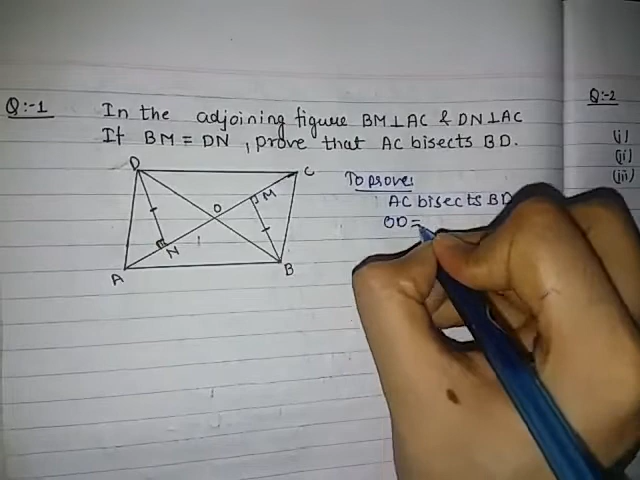 Q:-1 In the adjoining figure BM⊥AC & DN⊥AC
If BM = DN , prove that AC bisects BD.
Q:-2
(i)
(ii)
(iii)
To prove:
AC bisects BD
OD=
D
C
M
O
N
A
B